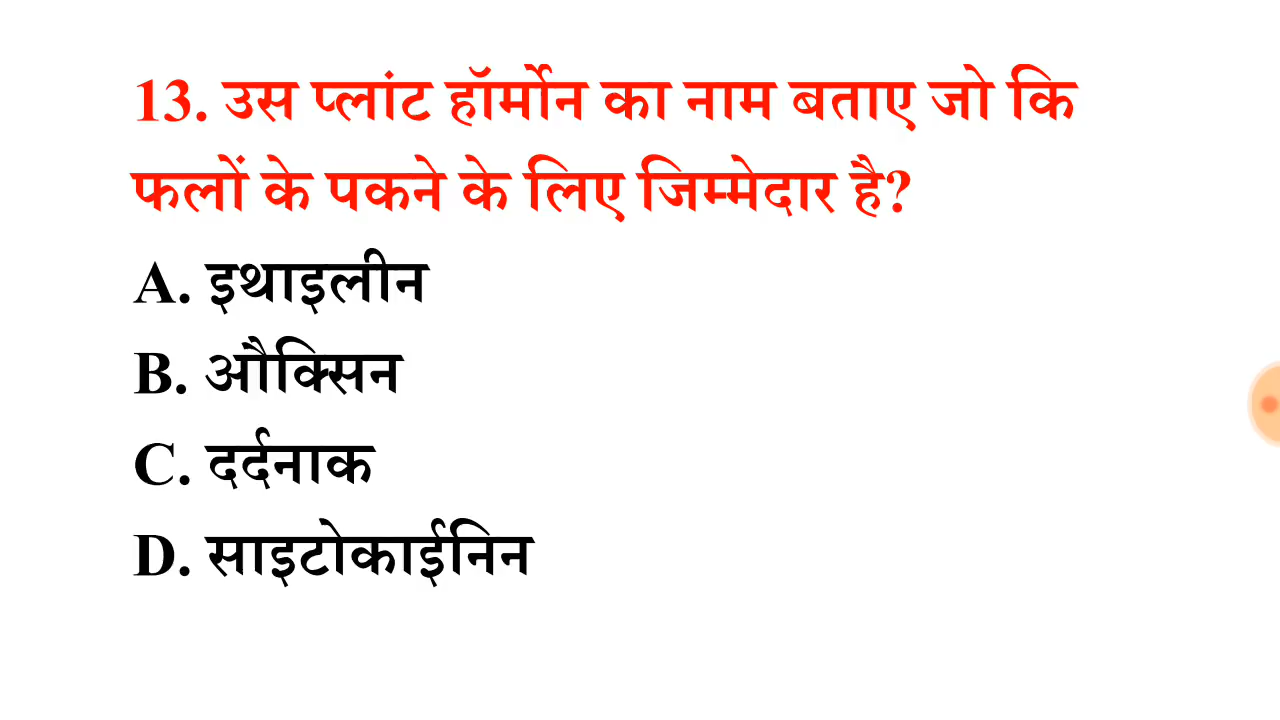 13. उस प्लांट हॉर्मोन का नाम बताए जो कि
फलों के पकने के लिए जिम्मेदार है?
A. इथाइलीन
B. औक्सिन
C. दर्दनाक
D. साइटोकाईनिन